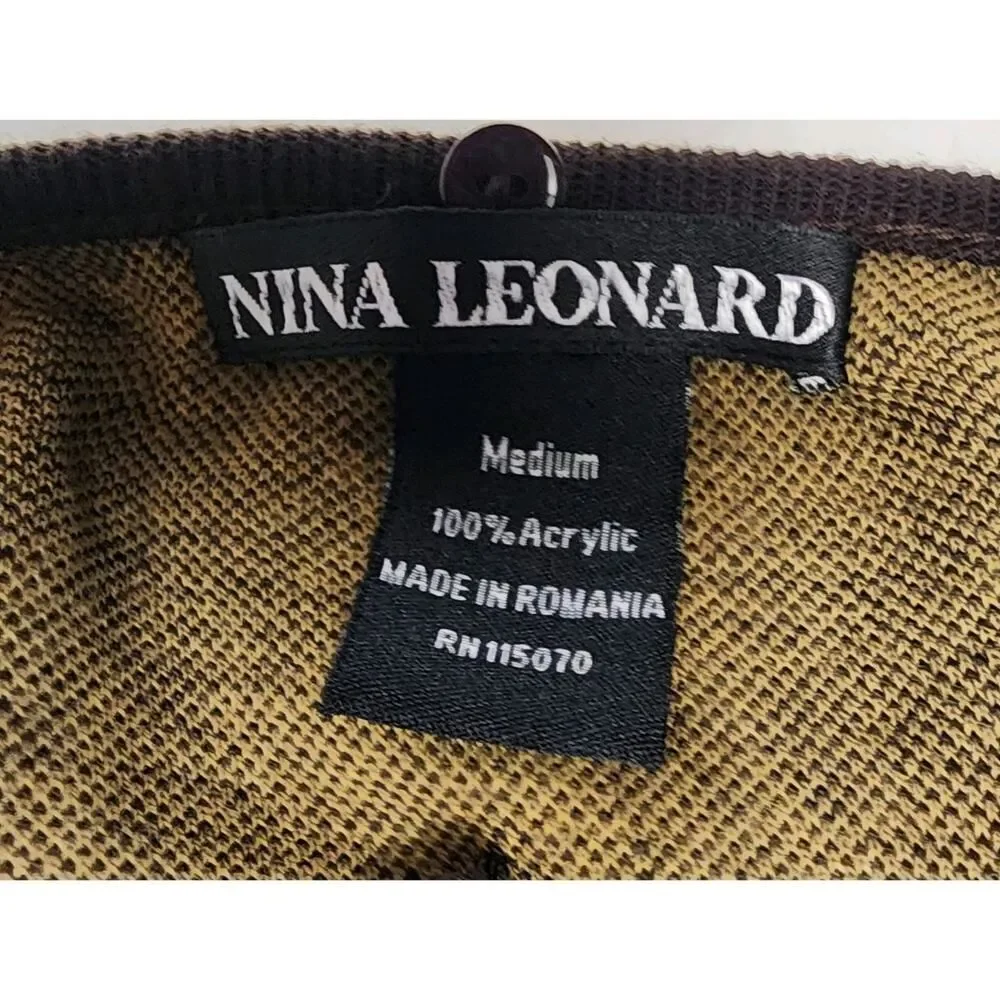 NINA LEONARD
Medium
100% Acrylic
MADE IN ROMANIA
RN 115070